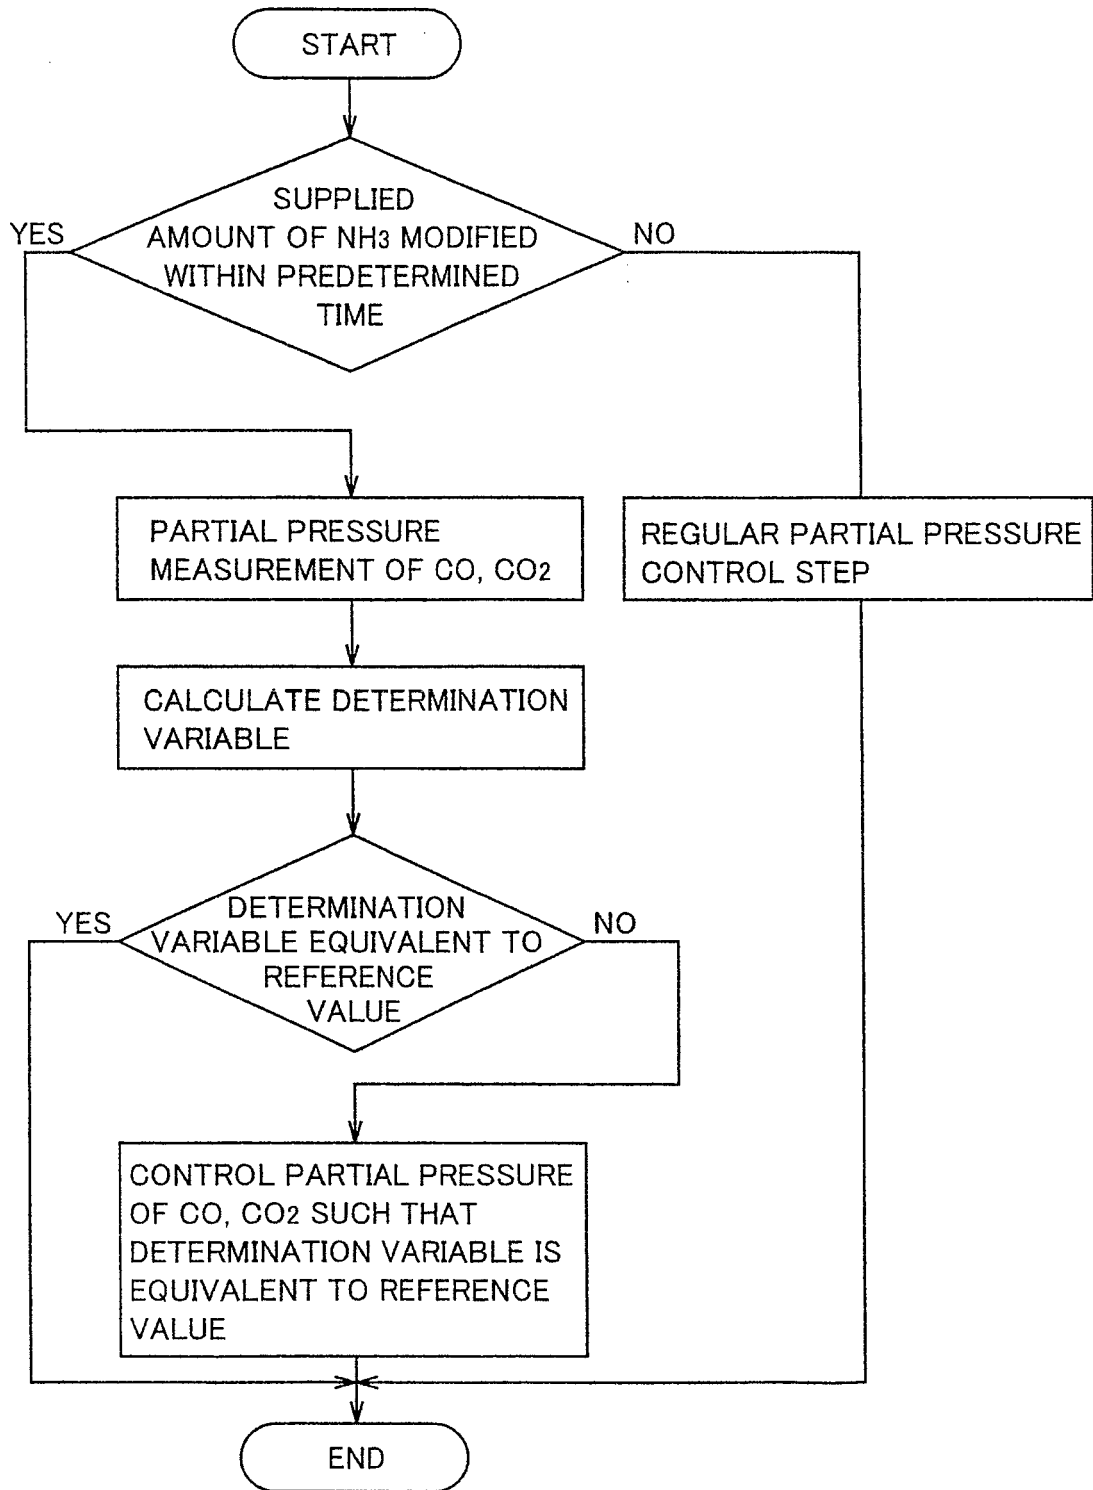 START
SUPPLIED
AMOUNT OF NH3 MODIFIED
WITHIN PREDETERMINED
TIME
YES
NO
PARTIAL PRESSURE
MEASUREMENT OF CO, CO2
REGULAR PARTIAL PRESSURE
CONTROL STEP
CALCULATE DETERMINATION
VARIABLE
DETERMINATION
VARIABLE EQUIVALENT TO
REFERENCE
VALUE
YES
NO
CONTROL PARTIAL PRESSURE
OF CO, CO2 SUCH THAT
DETERMINATION VARIABLE IS
EQUIVALENT TO REFERENCE
VALUE
END